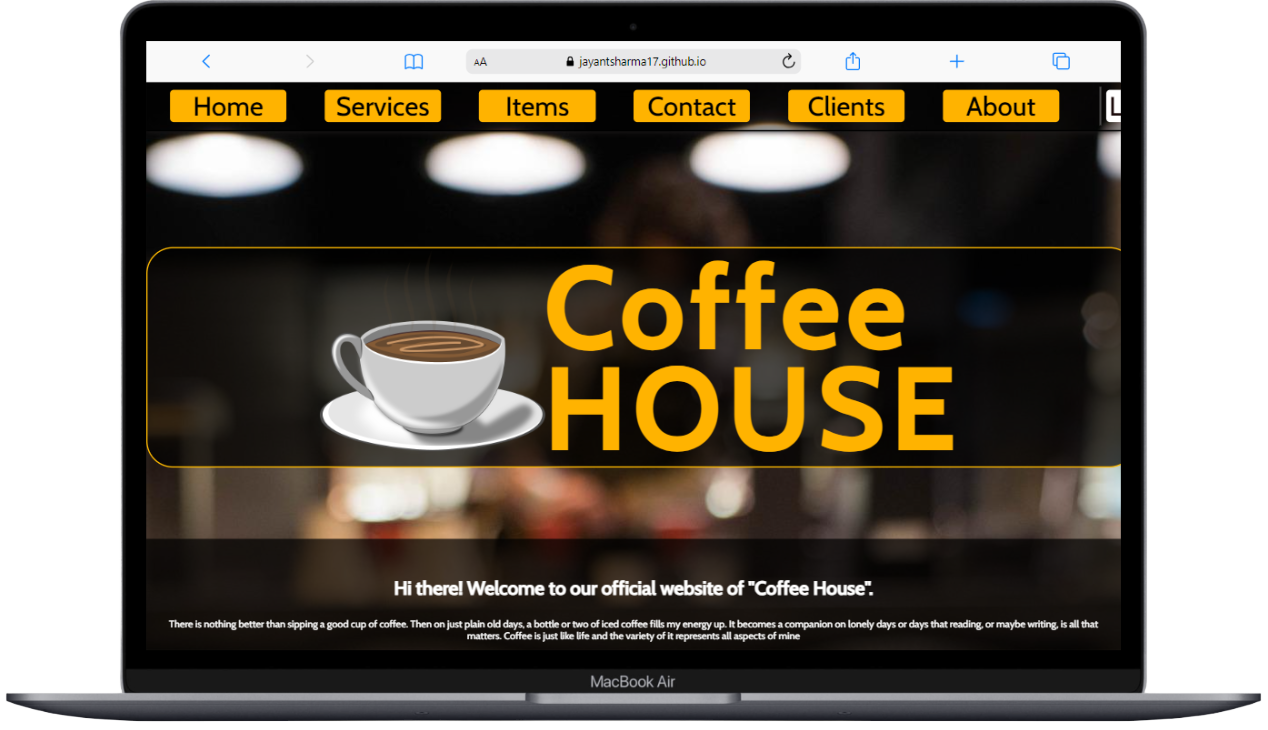 AA jayantsharma17.github.io
Home Services Items Contact Clients About L
Coffee
HOUSE
Hi there! Welcome to our official website of "Coffee House".
There is nothing better than sipping a good cup of coffee. Then on just plain old days, a bottle or two of iced coffee fills my energy up. It becomes a companion on lonely days or days that reading, or maybe writing, is all that
matters. Coffee is just like life and the variety of it represents all aspects of mine
MacBook Air